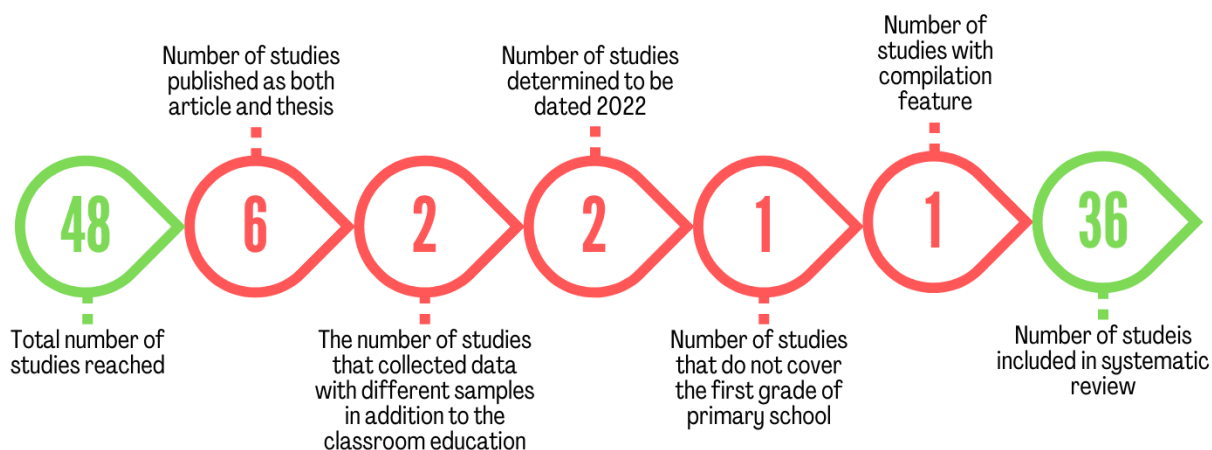 48
Total number of
studies reached
Number of studies
published as both
article and thesis
6
2
The number of studies
that collected data
with different samples
in addition to the
classroom education
Number of studies
determined to be
dated 2022
2
1
Number of studies
that do not cover
the first grade of
primary school
Number of
studies with
compilation
feature
1
36
Number of studeis
included in systematic
review